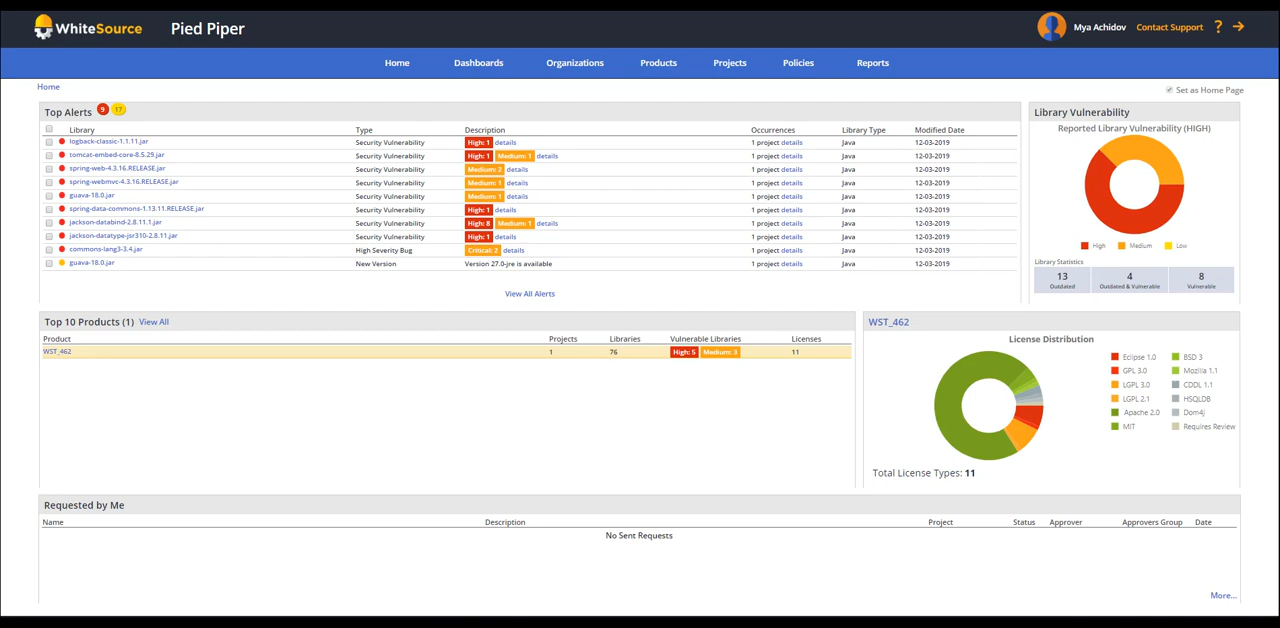 WhiteSource Pied Piper Mya Achidov Contact Support ?
Home Dashboards Organizations Products Projects Policies Reports
Home
Set as Home Page
Top Alerts 9 17
Library Type Description Occurrences Library Type Modified Date
logback-classic-1.1.11.jar Security Vulnerability High: 1 details 1 project details Java 12-03-2019
tomcat-embed-core-8.5.29.jar Security Vulnerability High: 1 Medium: 1 details 1 project details Java 12-03-2019
spring-web-4.3.16.RELEASE.jar Security Vulnerability Medium: 2 details 1 project details Java 12-03-2019
spring-webmvc-4.3.16.RELEASE.jar Security Vulnerability Medium: 1 details 1 project details Java 12-03-2019
guava-18.0.jar Security Vulnerability Medium: 1 details 1 project details Java 12-03-2019
spring-data-commons-1.13.11.RELEASE.jar Security Vulnerability High: 1 details 1 project details Java 12-03-2019
jackson-databind-2.8.11.1.jar Security Vulnerability High: 8 Medium: 1 details 1 project details Java 12-03-2019
jackson-datatype-jsr310-2.8.11.jar Security Vulnerability High: 1 details 1 project details Java 12-03-2019
commons-lang3-3.4.jar High Severity Bug Critical: 2 details 1 project details Java 12-03-2019
guava-18.0.jar New Version Version 27.0-jre is available 1 project details Java 12-03-2019
View All Alerts
Library Vulnerability
Reported Library Vulnerability (HIGH)
High Medium Low
Library Statistics
13 4 8
Outdated Outdated & Vulnerable Vulnerable
Top 10 Products (1) View All
Product Projects Libraries Vulnerable Libraries Licenses
WST_462 1 76 High: 5 Medium: 3 11
WST_462
License Distribution
Eclipse 1.0 BSD 3
GPL 3.0 Mozilla 1.1
LGPL 3.0 CDDL 1.1
LGPL 2.1 HSQLDB
Apache 2.0 Dom4j
MIT Requires Review
Total License Types: 11
Requested by Me
Name Description Project Status Approver Approvers Group Date
No Sent Requests
More...